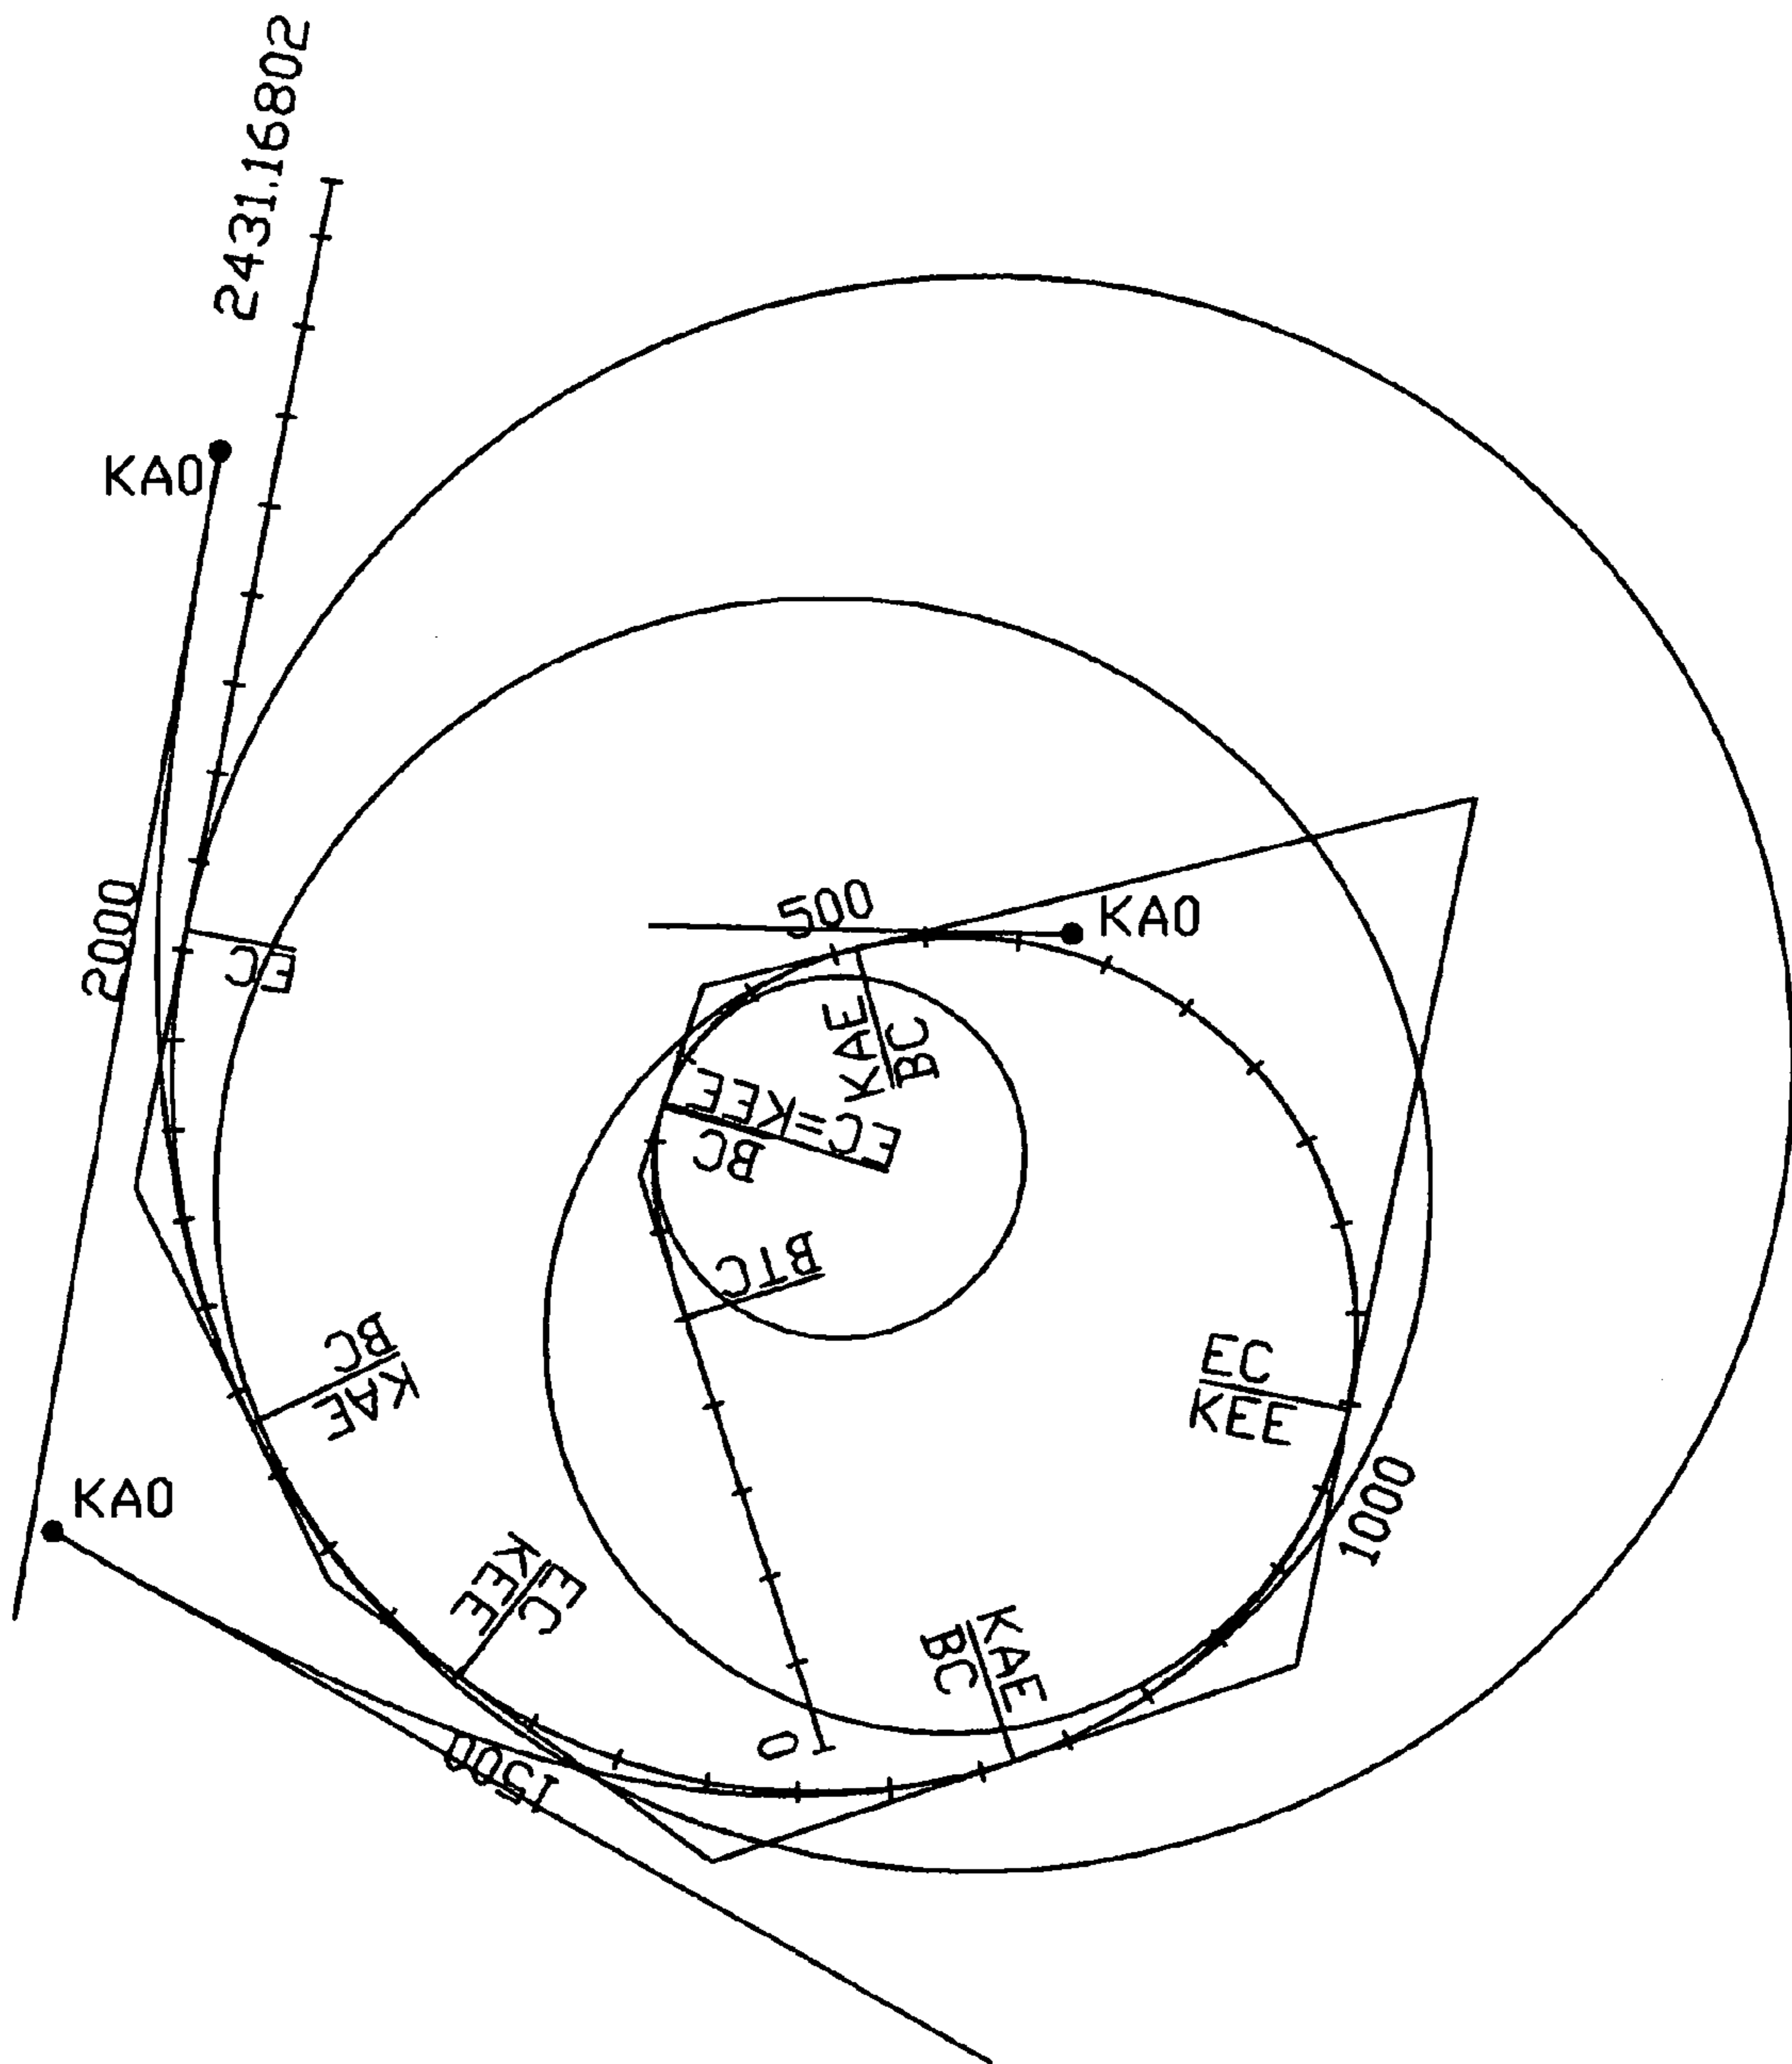 2431.16802
KA0
2000
500
KA0
EC
KAE
BC
EC=KEE
BC
BTC
BC
KAE
EC
KEE
1000
KA0
KEE
EC
KAE
BC
0
1500